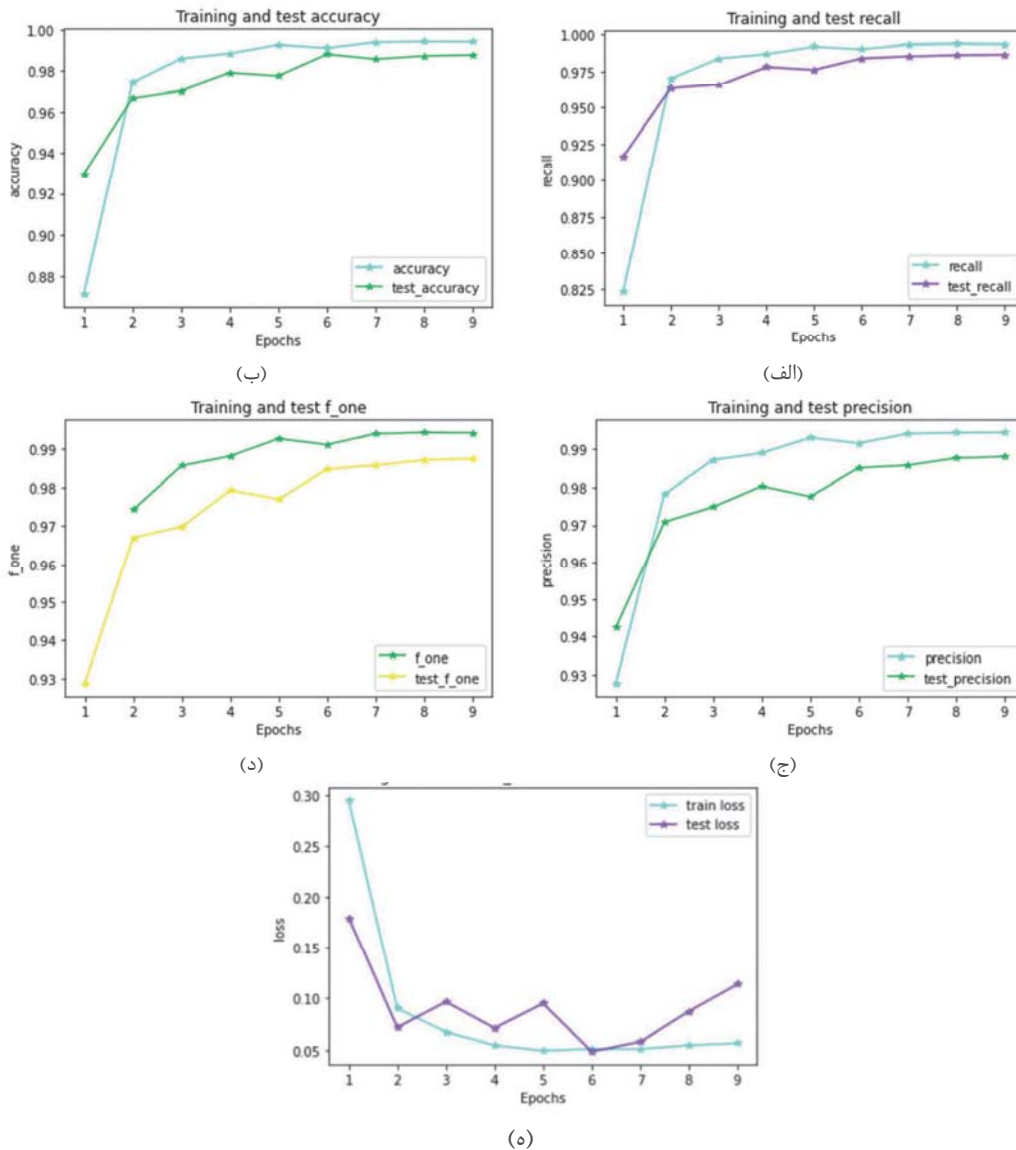 Training and test accuracy
1.00
0.98
0.96
0.94
0.92
0.90
0.88
accuracy
accuracy
test_accuracy
1 2 3 4 5 6 7 8 9
Epochs
(ب)
Training and test recall
1.000
0.975
0.950
0.925
0.900
0.875
0.850
0.825
recall
recall
test_recall
1 2 3 4 5 6 7 8 9
Epochs
(الف)
Training and test f_one
0.99
0.98
0.97
0.96
0.95
0.94
0.93
f_one
f_one
test_f_one
1 2 3 4 5 6 7 8 9
Epochs
(د)
Training and test precision
0.99
0.98
0.97
0.96
0.95
0.94
0.93
precision
precision
test_precision
1 2 3 4 5 6 7 8 9
Epochs
(ج)
0.30
0.25
0.20
0.15
0.10
0.05
loss
train loss
test loss
1 2 3 4 5 6 7 8 9
Epochs
(ه)